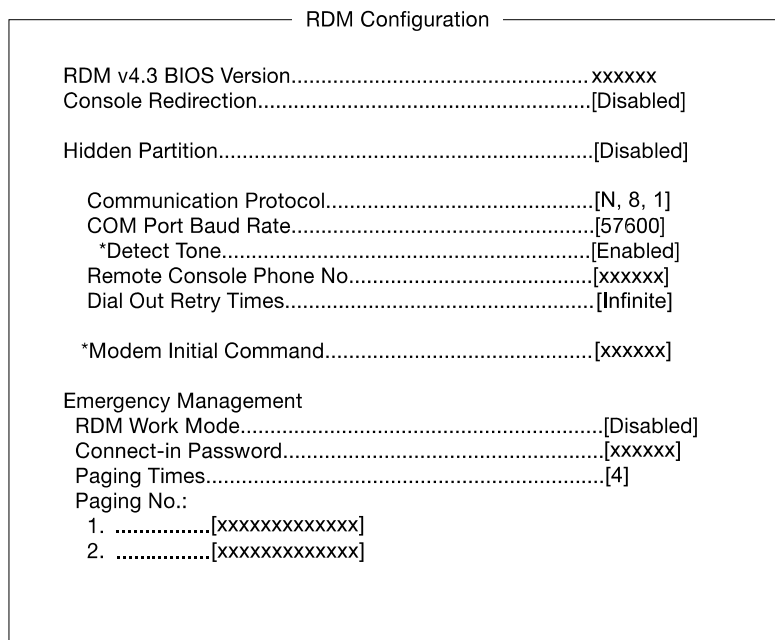 RDM Configuration
RDM v4.3 BIOS Version.................................................. xxxxxx
Console Redirection........................................................[Disabled]
Hidden Partition...............................................................[Disabled]
Communication Protocol.............................................[N, 8, 1]
COM Port Baud Rate...................................................[57600]
*Detect Tone...............................................................[Enabled]
Remote Console Phone No.........................................[xxxxxx]
Dial Out Retry Times....................................................[Infinite]
*Modem Initial Command.............................................[xxxxxx]
Emergency Management
RDM Work Mode.............................................................[Disabled]
Connect-in Password......................................................[xxxxxx]
Paging Times...................................................................[4]
Paging No.:
1. ................[xxxxxxxxxxxxx]
2. ................[xxxxxxxxxxxxx]